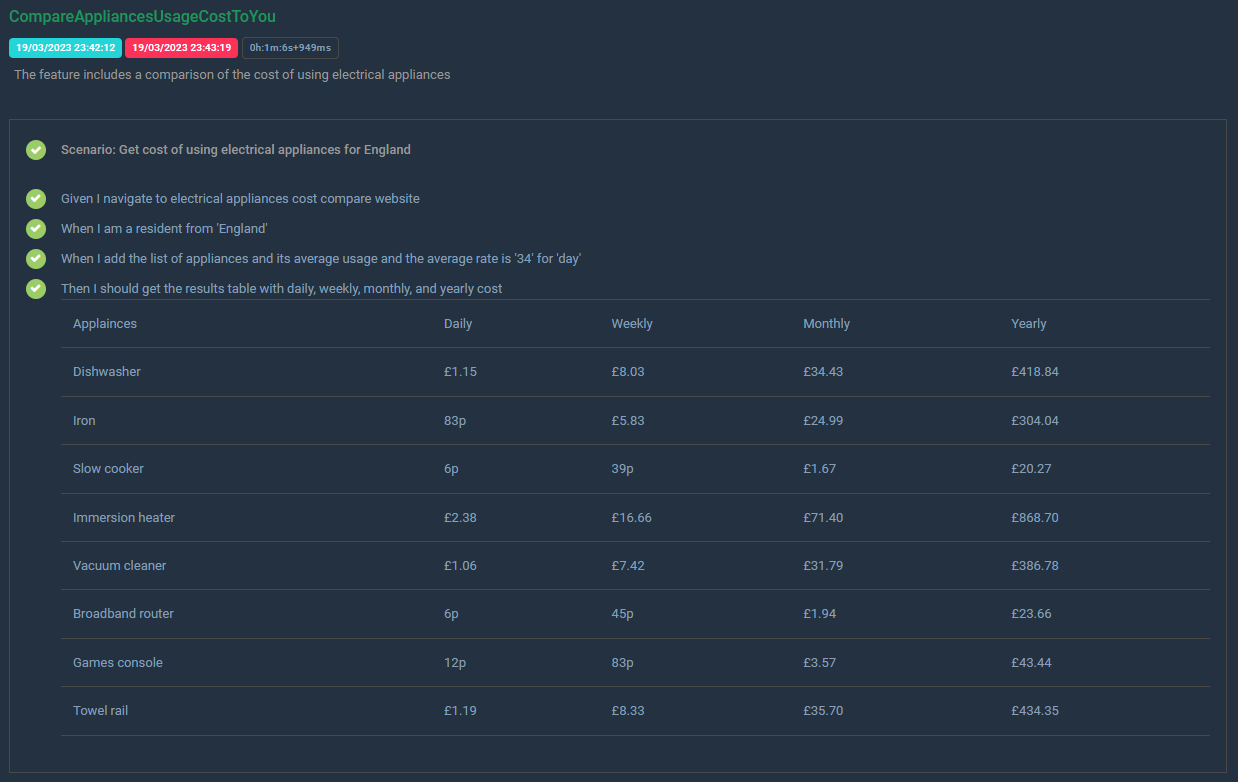 CompareAppliancesUsageCostToYou
19/03/2023 23:42:12 19/03/2023 23:43:19 0h:1m:6s+949ms
The feature includes a comparison of the cost of using electrical appliances
Scenario: Get cost of using electrical appliances for England
Given I navigate to electrical appliances cost compare website
When I am a resident from 'England'
When I add the list of appliances and its average usage and the average rate is '34' for 'day'
Then I should get the results table with daily, weekly, monthly, and yearly cost
Applainces Daily Weekly Monthly Yearly
Dishwasher £1.15 £8.03 £34.43 £418.84
Iron 83p £5.83 £24.99 £304.04
Slow cooker 6p 39p £1.67 £20.27
Immersion heater £2.38 £16.66 £71.40 £868.70
Vacuum cleaner £1.06 £7.42 £31.79 £386.78
Broadband router 6p 45p £1.94 £23.66
Games console 12p 83p £3.57 £43.44
Towel rail £1.19 £8.33 £35.70 £434.35